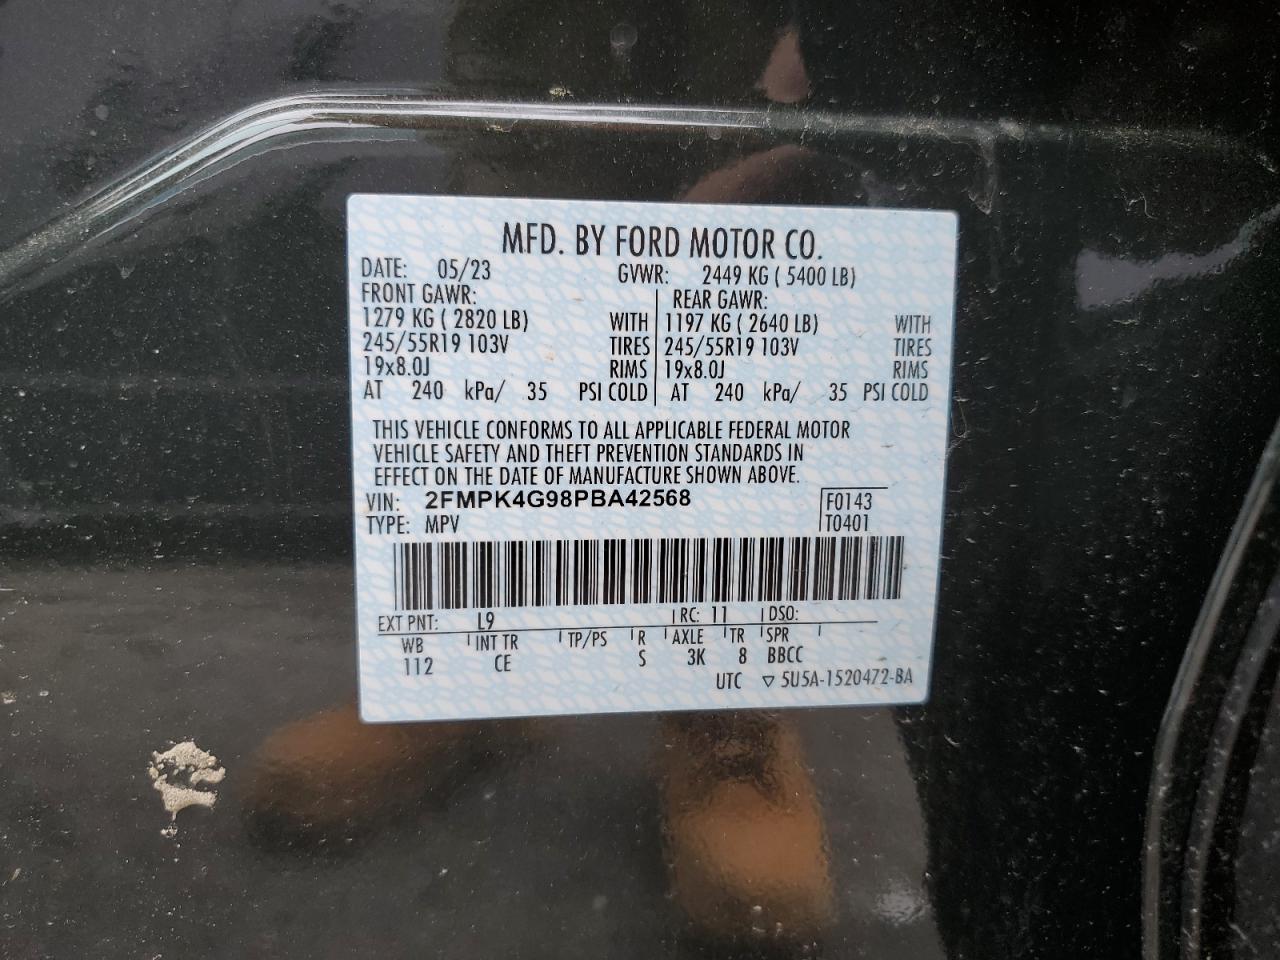 MFD. BY FORD MOTOR CO.
DATE: 05/23 GVWR: 2449 KG ( 5400 LB)
FRONT GAWR: REAR GAWR:
1279 KG ( 2820 LB) WITH 1197 KG ( 2640 LB) WITH
245/55R19 103V TIRES 245/55R19 103V TIRES
19x8.0J RIMS 19x8.0J RIMS
AT 240 kPa/ 35 PSI COLD AT 240 kPa/ 35 PSI COLD
THIS VEHICLE CONFORMS TO ALL APPLICABLE FEDERAL MOTOR
VEHICLE SAFETY AND THEFT PREVENTION STANDARDS IN
EFFECT ON THE DATE OF MANUFACTURE SHOWN ABOVE.
VIN: 2FMPK4G98PBA42568 F0143
TYPE: MPV T0401
EXT PNT: L9 RC: 11 DSO:
WB INT TR TP/PS R AXLE TR SPR
112 CE S 3K 8 BBCC
UTC ▽ 5U5A-1520472-BA